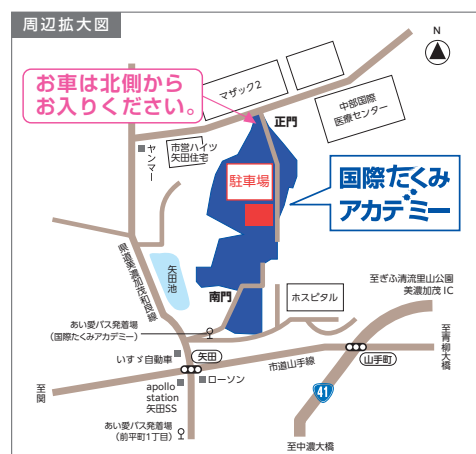 周辺拡大図
N
お車は北側から
お入りください。
マザック2
中部国際
医療センター
正門
市営ハイツ
矢田住宅
ヤンマー
駐車場
国際たくみ
アカデミー
県道美濃加茂和良線
矢田池
南門
ホスピタル
至ぎふ清流里山公園
美濃加茂IC
あい愛バス発着場
(国際たくみアカデミー)
至青柳大橋
いすゞ自動車
矢田
市道山手線
山手町
至関
ローソン
apollo
station
矢田SS
41
あい愛バス発着場
(前平町1丁目)
至中濃大橋